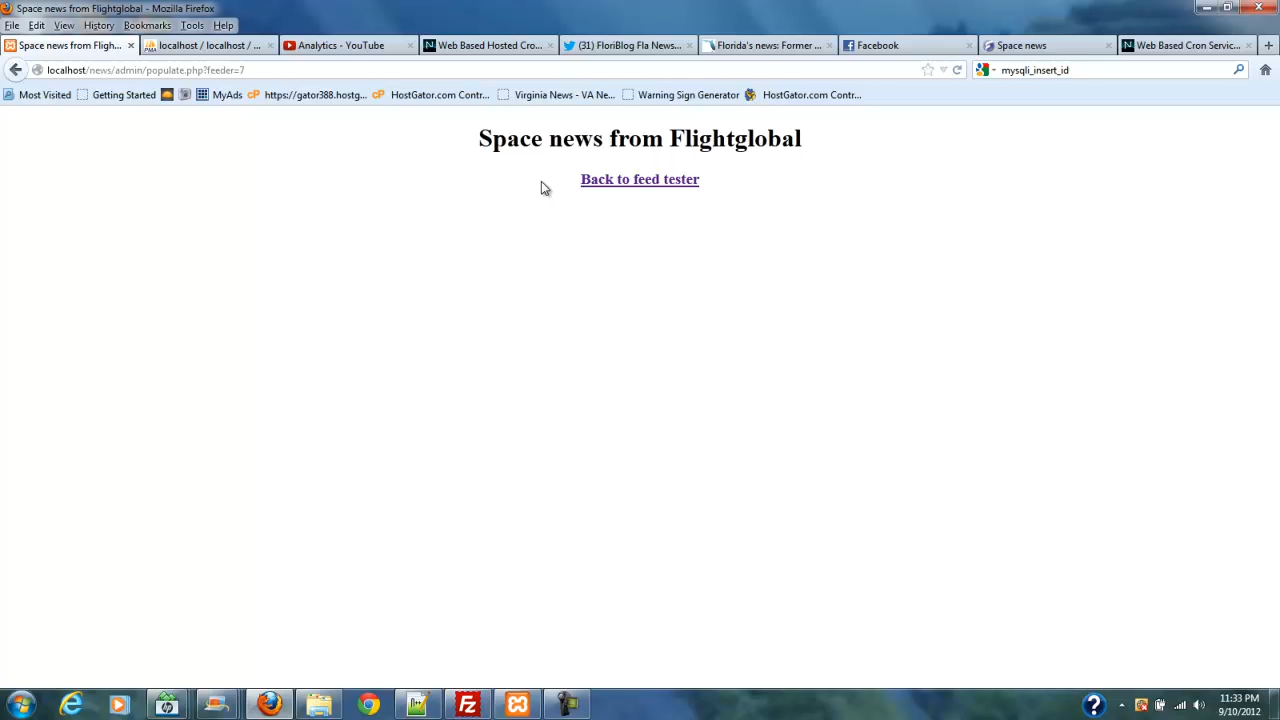 Space news from Flightglobal - Mozilla Firefox
File Edit View History Bookmarks Tools Help
Space news from Fligh... localhost / localhost / ... Analytics - YouTube Web Based Hosted Cro... (31) FloriBlog Fla News... Florida's news: Former ... Facebook Space news Web Based Cron Servic...
localhost/news/admin/populate.php?feeder=7 mysqli_insert_id
Most Visited Getting Started MyAds cP https://gator388.hostg... cP HostGator.com Contr... Virginia News - VA Ne... Warning Sign Generator HostGator.com Contr...
Space news from Flightglobal
Back to feed tester
11:33 PM
9/10/2012